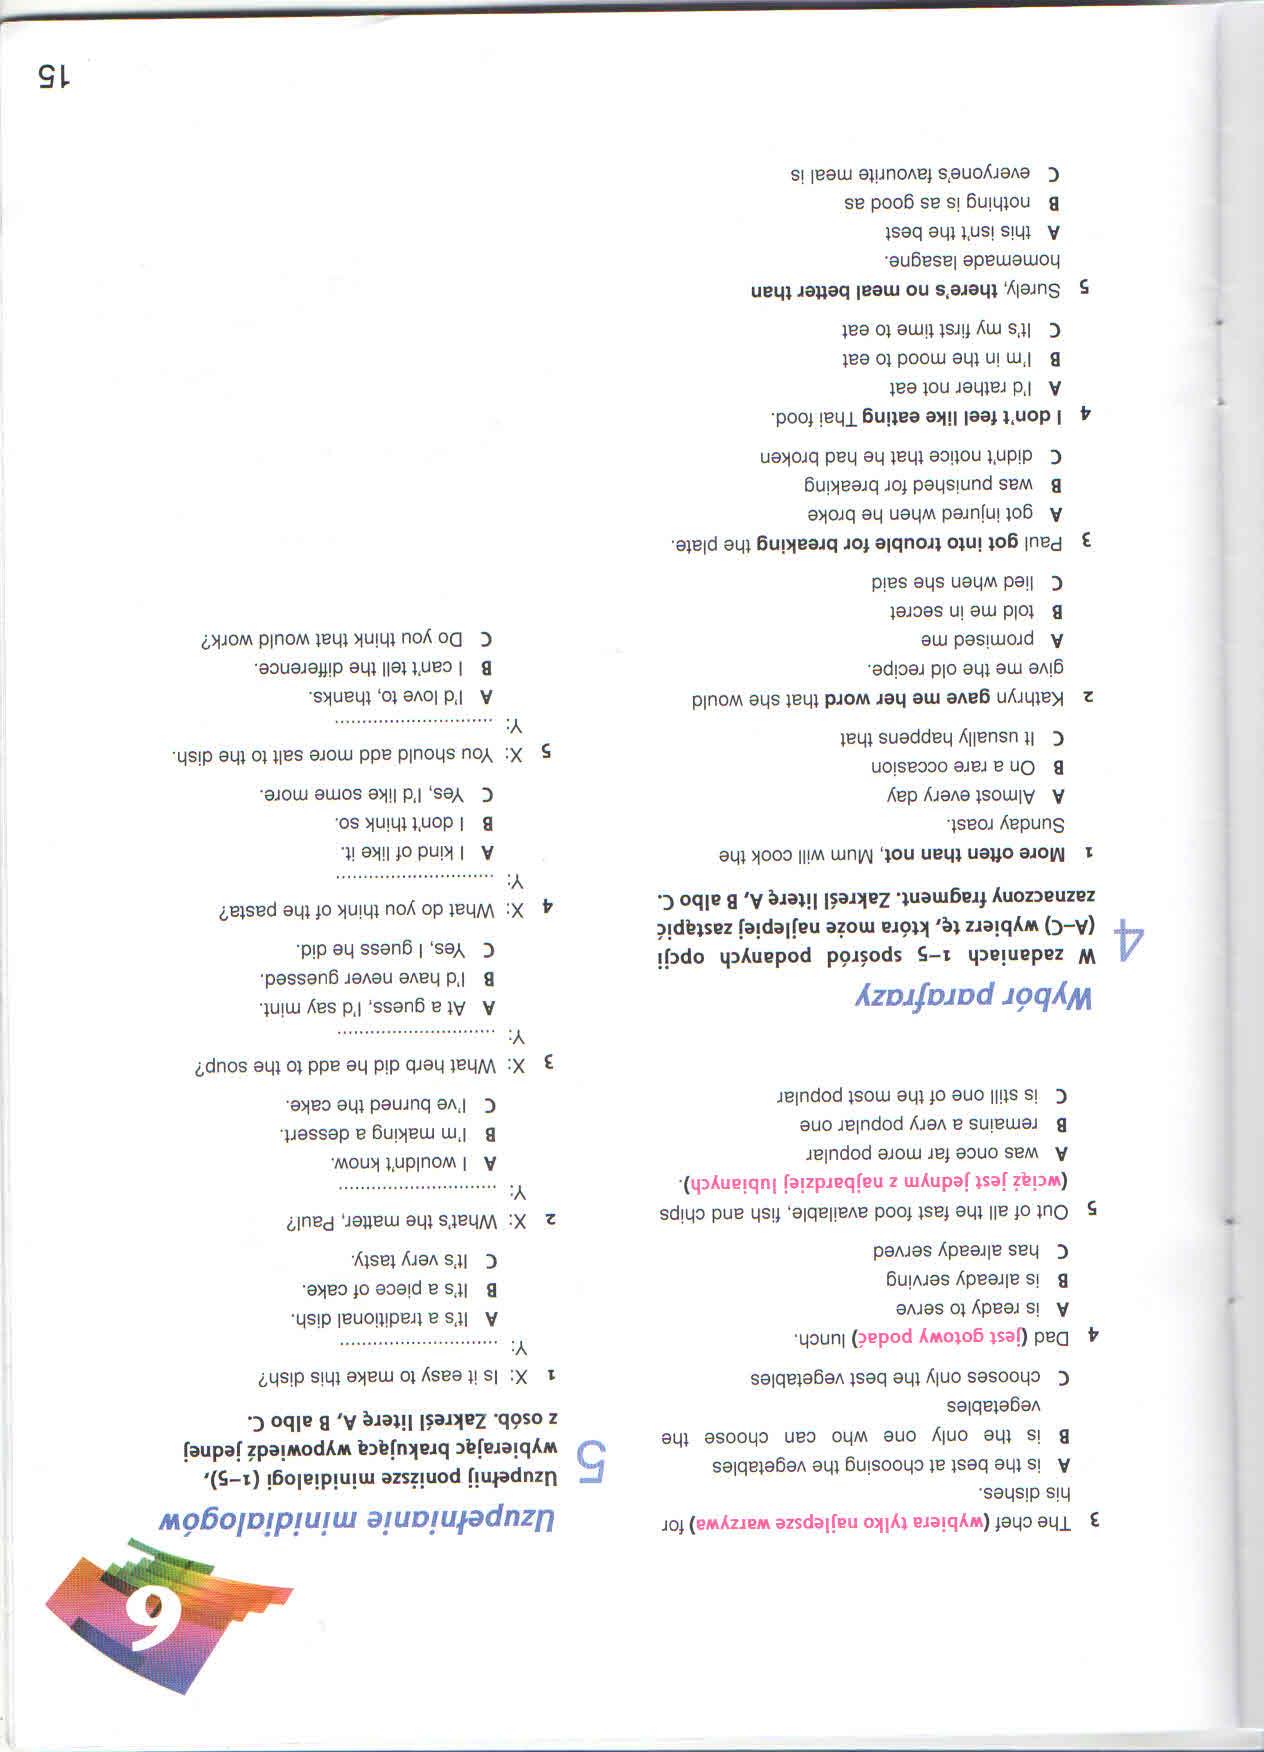 6
3 The chef (wybiera tylko najlepsze warzywa) for
his dishes.
A is the best at choosing the vegetables
B is the only one who can choose the
vegetables
C chooses only the best vegetables
4 Dad (jest gotowy podać) lunch.
A is ready to serve
B is already serving
C has already served
5 Out of all the fast food available, fish and chips
(wciąż jest jednym z najbardziej lubianych).
A was once far more popular
B remains a very popular one
C is still one of the most popular
Wybór parafrazy
4 W zadaniach 1–5 spośród podanych opcji
(A–C) wybierz tę, która może najlepiej zastąpić
zaznaczony fragment. Zakreśl literę A, B albo C.
1 More often than not, Mum will cook the
Sunday roast.
A Almost every day
B On a rare occasion
C It usually happens that
2 Kathryn gave me her word that she would
give me the old recipe.
A promised me
B told me in secret
C lied when she said
3 Paul got into trouble for breaking the plate.
A got injured when he broke
B was punished for breaking
C didn't notice that he had broken
4 I don't feel like eating Thai food.
A I'd rather not eat
B I'm in the mood to eat
C It's my first time to eat
5 Surely, there's no meal better than
homemade lasagne.
A this isn't the best
B nothing is as good as
C everyone's favourite meal is
Uzupełnianie minidialogów
5 Uzupełnij poniższe minidialogi (1–5),
wybierając brakującą wypowiedź jednej
z osób. Zakreśl literę A, B albo C.
1 X: Is it easy to make this dish?
Y: .............................
A It's a traditional dish.
B It's a piece of cake.
C It's very tasty.
2 X: What's the matter, Paul?
Y: .............................
A I wouldn't know.
B I'm making a dessert.
C I've burned the cake.
3 X: What herb did he add to the soup?
Y: .............................
A At a guess, I'd say mint.
B I'd have never guessed.
C Yes, I guess he did.
4 X: What do you think of the pasta?
Y: .............................
A I kind of like it.
B I don't think so.
C Yes, I'd like some more.
5 X: You should add more salt to the dish.
Y: .............................
A I'd love to, thanks.
B I can't tell the difference.
C Do you think that would work?
15